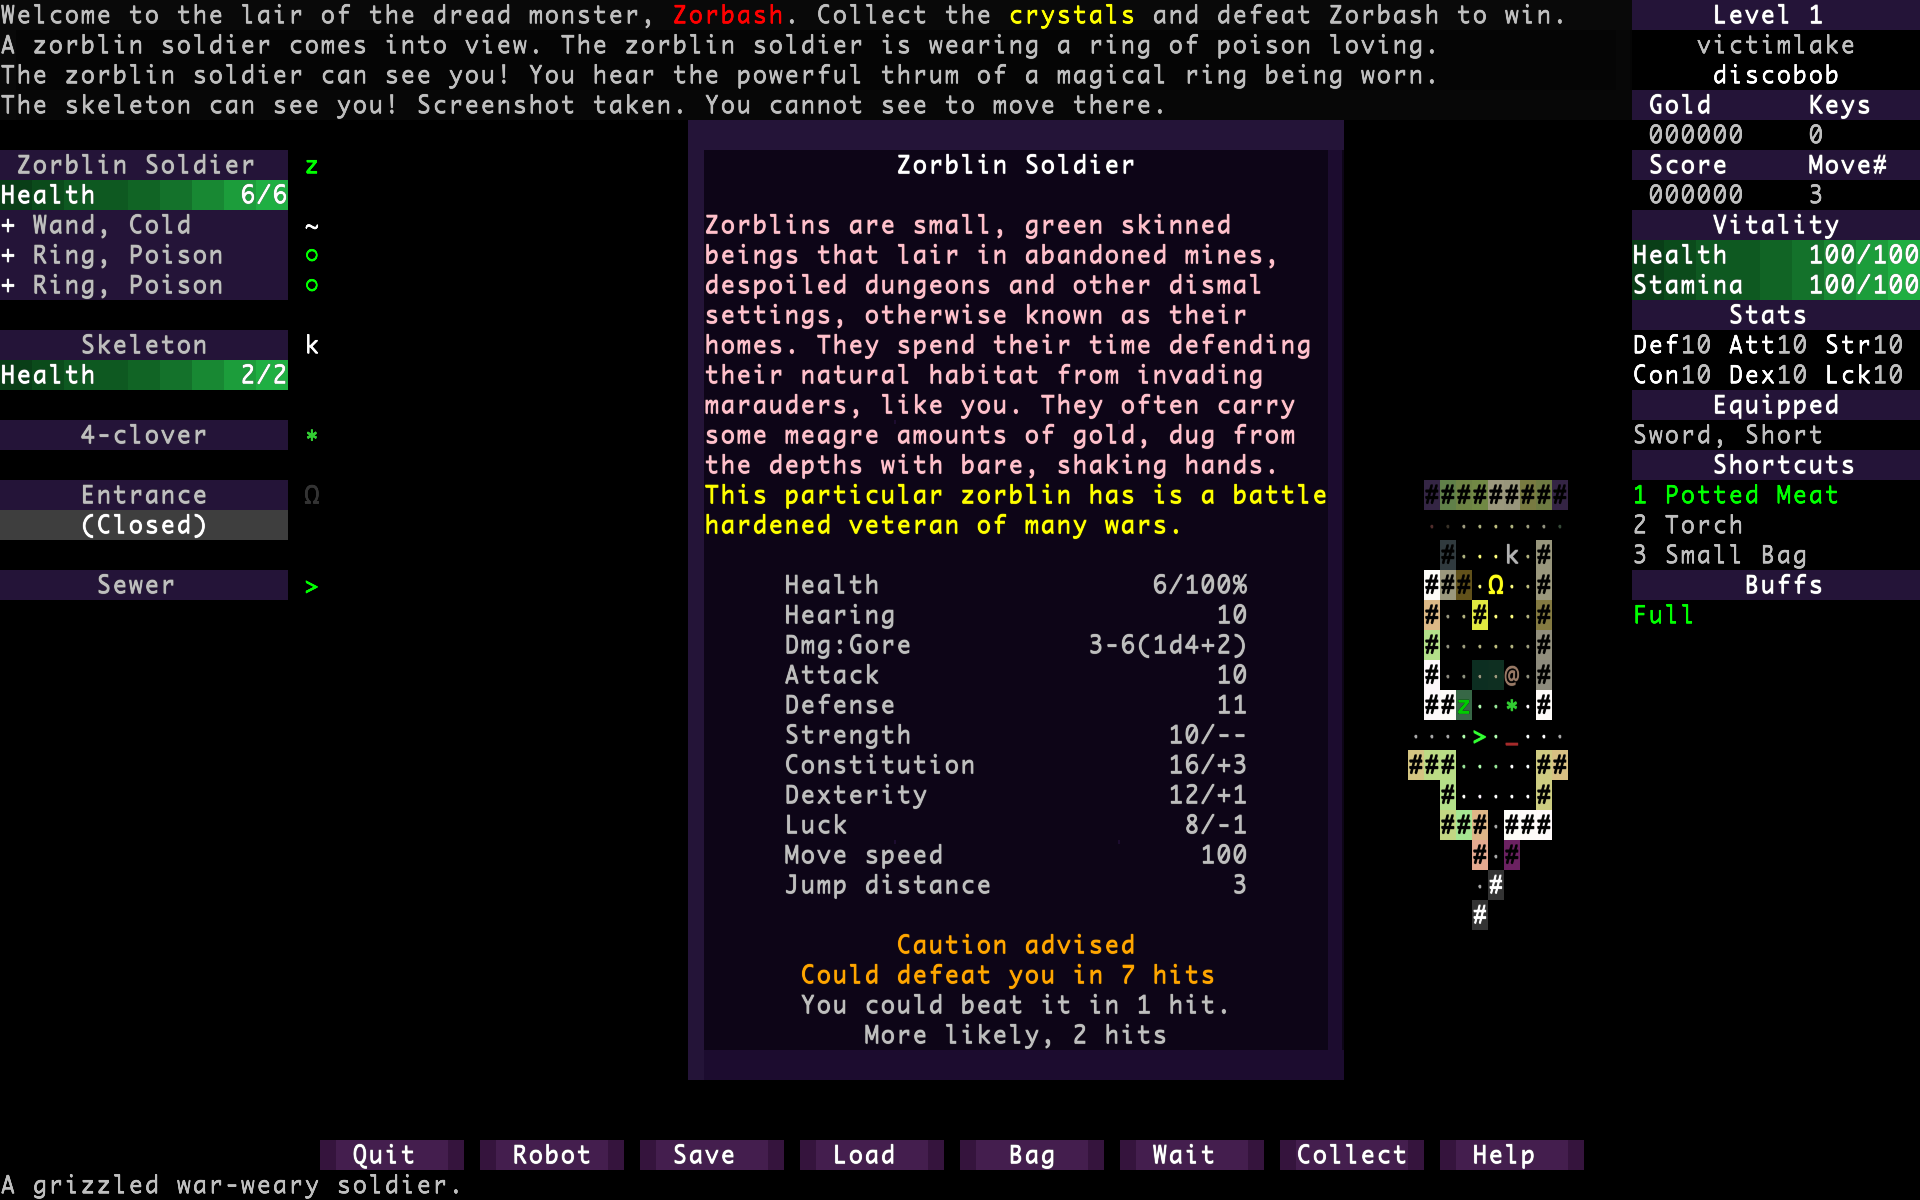 Welcome to the lair of the dread monster, Zorbash. Collect the crystals and defeat Zorbash to win.
A zorblin soldier comes into view. The zorblin soldier is wearing a ring of poison loving.
The zorblin soldier can see you! You hear the powerful thrum of a magical ring being worn.
The skeleton can see you! Screenshot taken. You cannot see to move there.
Zorblin Soldier z
Health 6/6
+ Wand, Cold ~
+ Ring, Poison o
+ Ring, Poison o
Skeleton k
Health 2/2
4-clover *
Entrance Ω
(Closed)
Sewer >
Zorblin Soldier
Zorblins are small, green skinned
beings that lair in abandoned mines,
despoiled dungeons and other dismal
settings, otherwise known as their
homes. They spend their time defending
their natural habitat from invading
marauders, like you. They often carry
some meagre amounts of gold, dug from
the depths with bare, shaking hands.
This particular zorblin has is a battle
hardened veteran of many wars.
Health 6/100%
Hearing 10
Dmg:Gore 3-6(1d4+2)
Attack 10
Defense 11
Strength 10/--
Constitution 16/+3
Dexterity 12/+1
Luck 8/-1
Move speed 100
Jump distance 3
Caution advised
Could defeat you in 7 hits
You could beat it in 1 hit.
More likely, 2 hits
#########
.........
#...k.#
###.Ω..#
#..#...#
#......#
#....@.#
##z..*.#
....>._...
###.....##
#.....#
###.###
#.#
.#
#
Level 1
victimlake
discobob
Gold Keys
000000 0
Score Move#
000000 3
Vitality
Health 100/100
Stamina 100/100
Stats
Def10 Att10 Str10
Con10 Dex10 Lck10
Equipped
Sword, Short
Shortcuts
1 Potted Meat
2 Torch
3 Small Bag
Buffs
Full
Quit Robot Save Load Bag Wait Collect Help
A grizzled war-weary soldier.